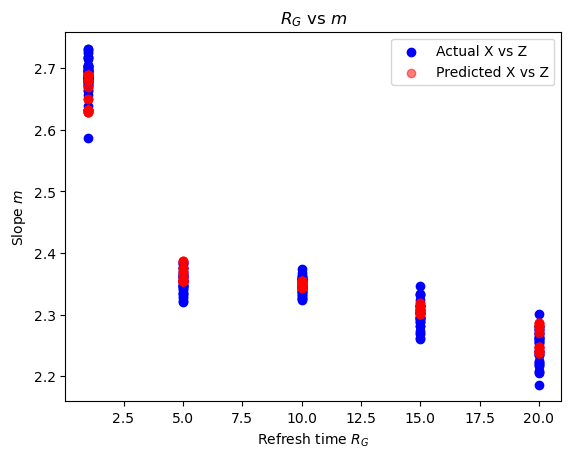 R_G vs m
Actual X vs Z
Predicted X vs Z
Slope m
2.7
2.6
2.5
2.4
2.3
2.2
2.5 5.0 7.5 10.0 12.5 15.0 17.5 20.0
Refresh time R_G